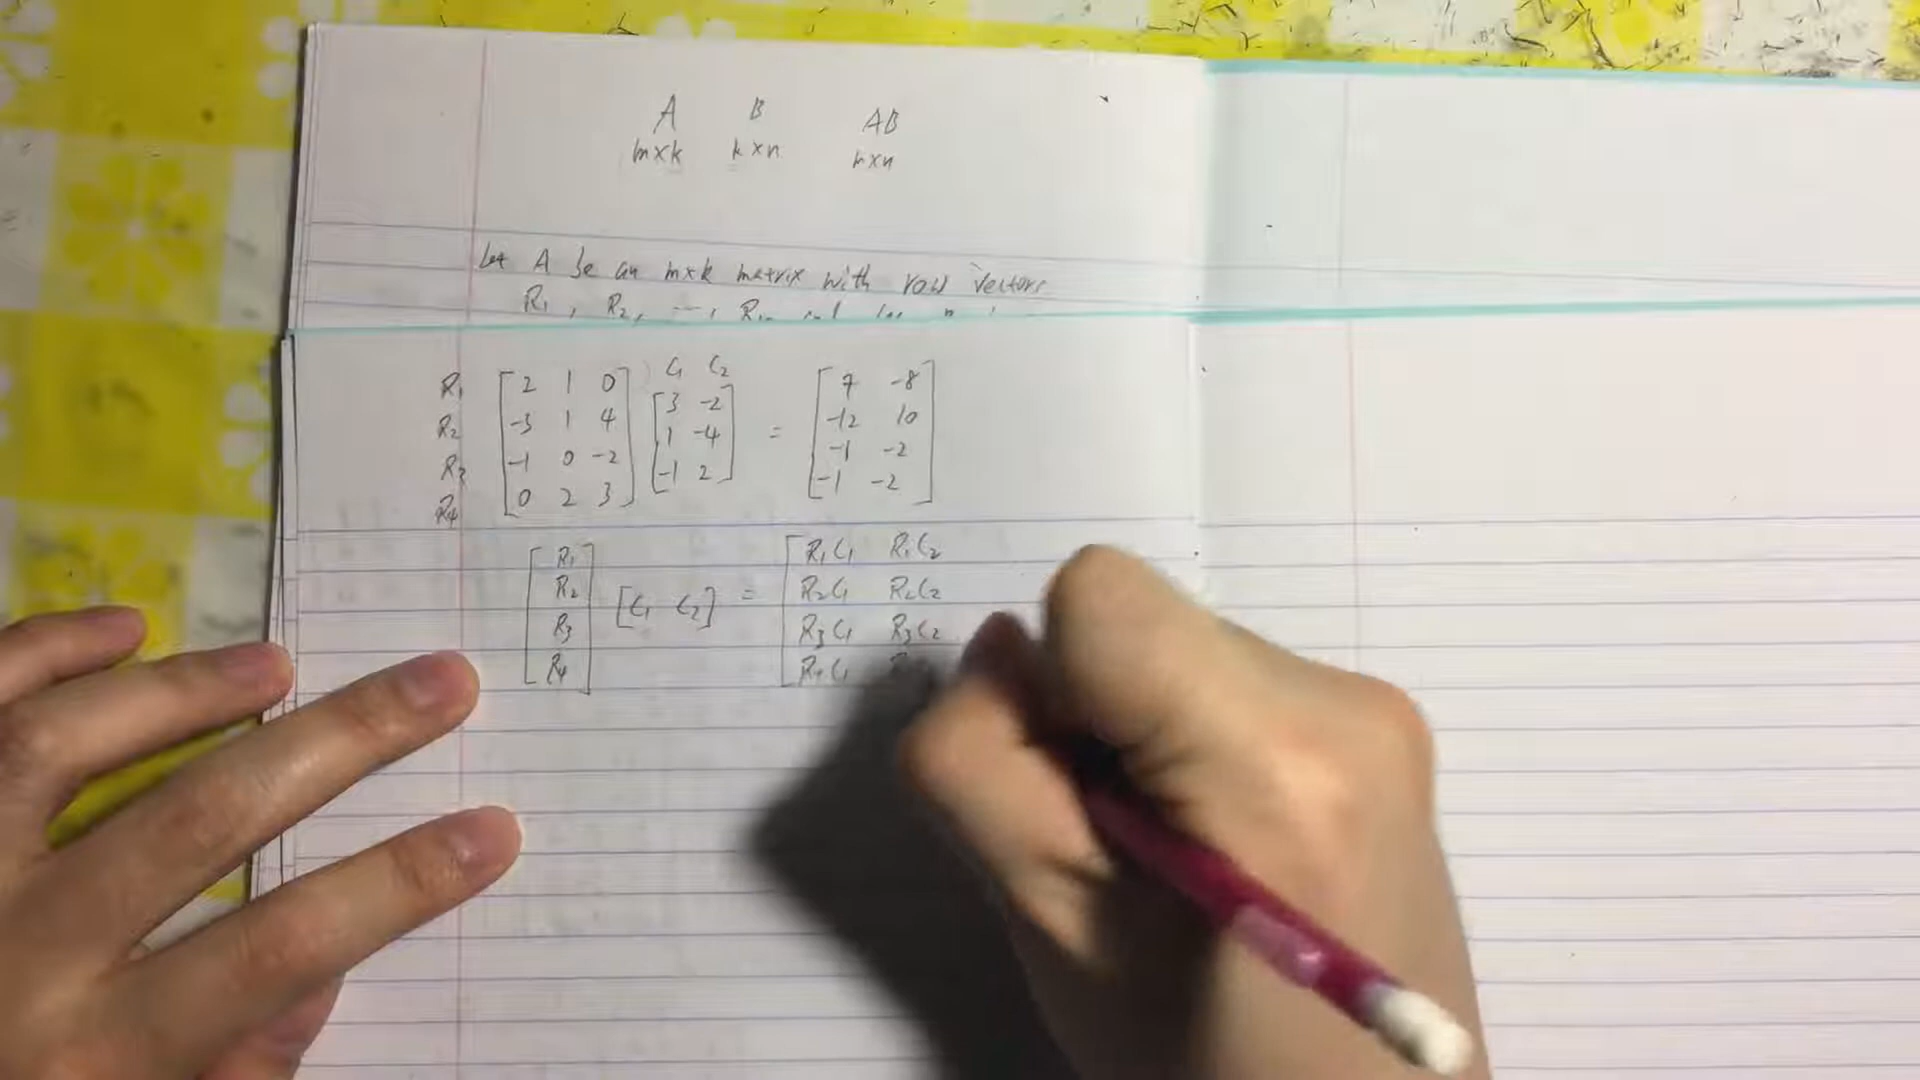 A B AB
m×k k×n m×n
Let A be an m×k matrix with row vectors
R₁, R₂, ..., 
C₁ C₂
R₁ [2 1 0] [3 -2] [7 -8]
R₂ [-3 1 4] [1 -4] = [-12 10]
R₃ [-1 0 -2] [-1 2] [-1 -2]
R₄ [0 2 3] [-1 -2]
[R₁] [R₁C₁ R₁C₂
[R₂] [C₁ C₂] = [R₂C₁ R₂C₂
[R₃] [R₃C₁ R₃C₂
[R₄] [R₄C₁